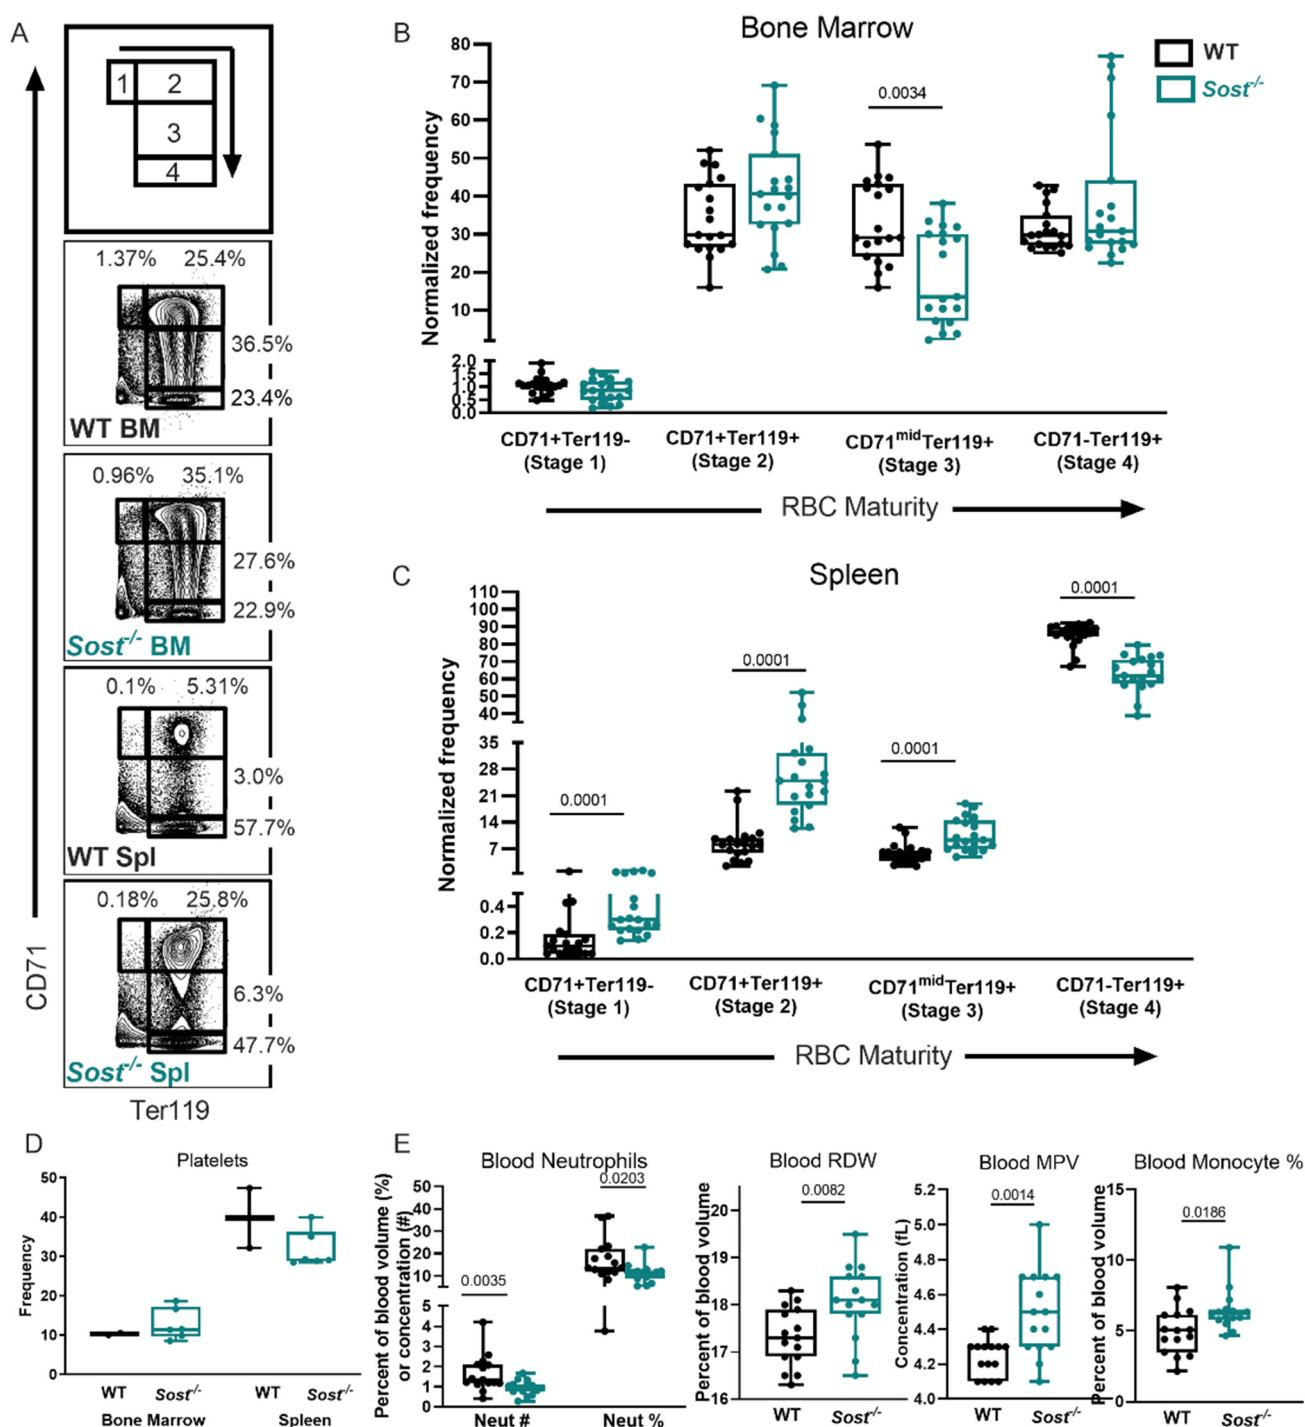 A
1 2
3
4
1.37% 25.4%
36.5%
23.4%
WT BM
0.96% 35.1%
27.6%
22.9%
Sost-/- BM
0.1% 5.31%
3.0%
57.7%
WT Spl
0.18% 25.8%
6.3%
47.7%
Sost-/- Spl
CD71
Ter119
B
Bone Marrow
WT
Sost-/-
Normalized frequency
80
70
60
50
40
30
20
10
2.0
1.5
1.0
0.5
0.0
0.0034
CD71+Ter119- CD71+Ter119+ CD71midTer119+ CD71-Ter119+
(Stage 1) (Stage 2) (Stage 3) (Stage 4)
RBC Maturity
C
Spleen
Normalized frequency
110
100
90
80
70
60
50
40
35
28
21
14
7
0.4
0.2
0.0
0.0001
0.0001
0.0001
0.0001
CD71+Ter119- CD71+Ter119+ CD71midTer119+ CD71-Ter119+
(Stage 1) (Stage 2) (Stage 3) (Stage 4)
RBC Maturity
D
Platelets
Frequency
50
40
30
20
10
0
WT Sost-/- WT Sost-/-
Bone Marrow Spleen
E
Blood Neutrophils
Percent of blood volume (%)
or concentration (#)
50
40
30
20
10
5
4
3
2
1
0
0.0035
0.0203
Neut # Neut %
Blood RDW
Percent of blood volume
20
19
18
17
16
0.0082
WT Sost-/-
Blood MPV
Concentration (fL)
5.2
5.0
4.8
4.6
4.4
4.2
4.0
0.0014
WT Sost-/-
Blood Monocyte %
Percent of blood volume
15
10
5
0
0.0186
WT Sost-/-